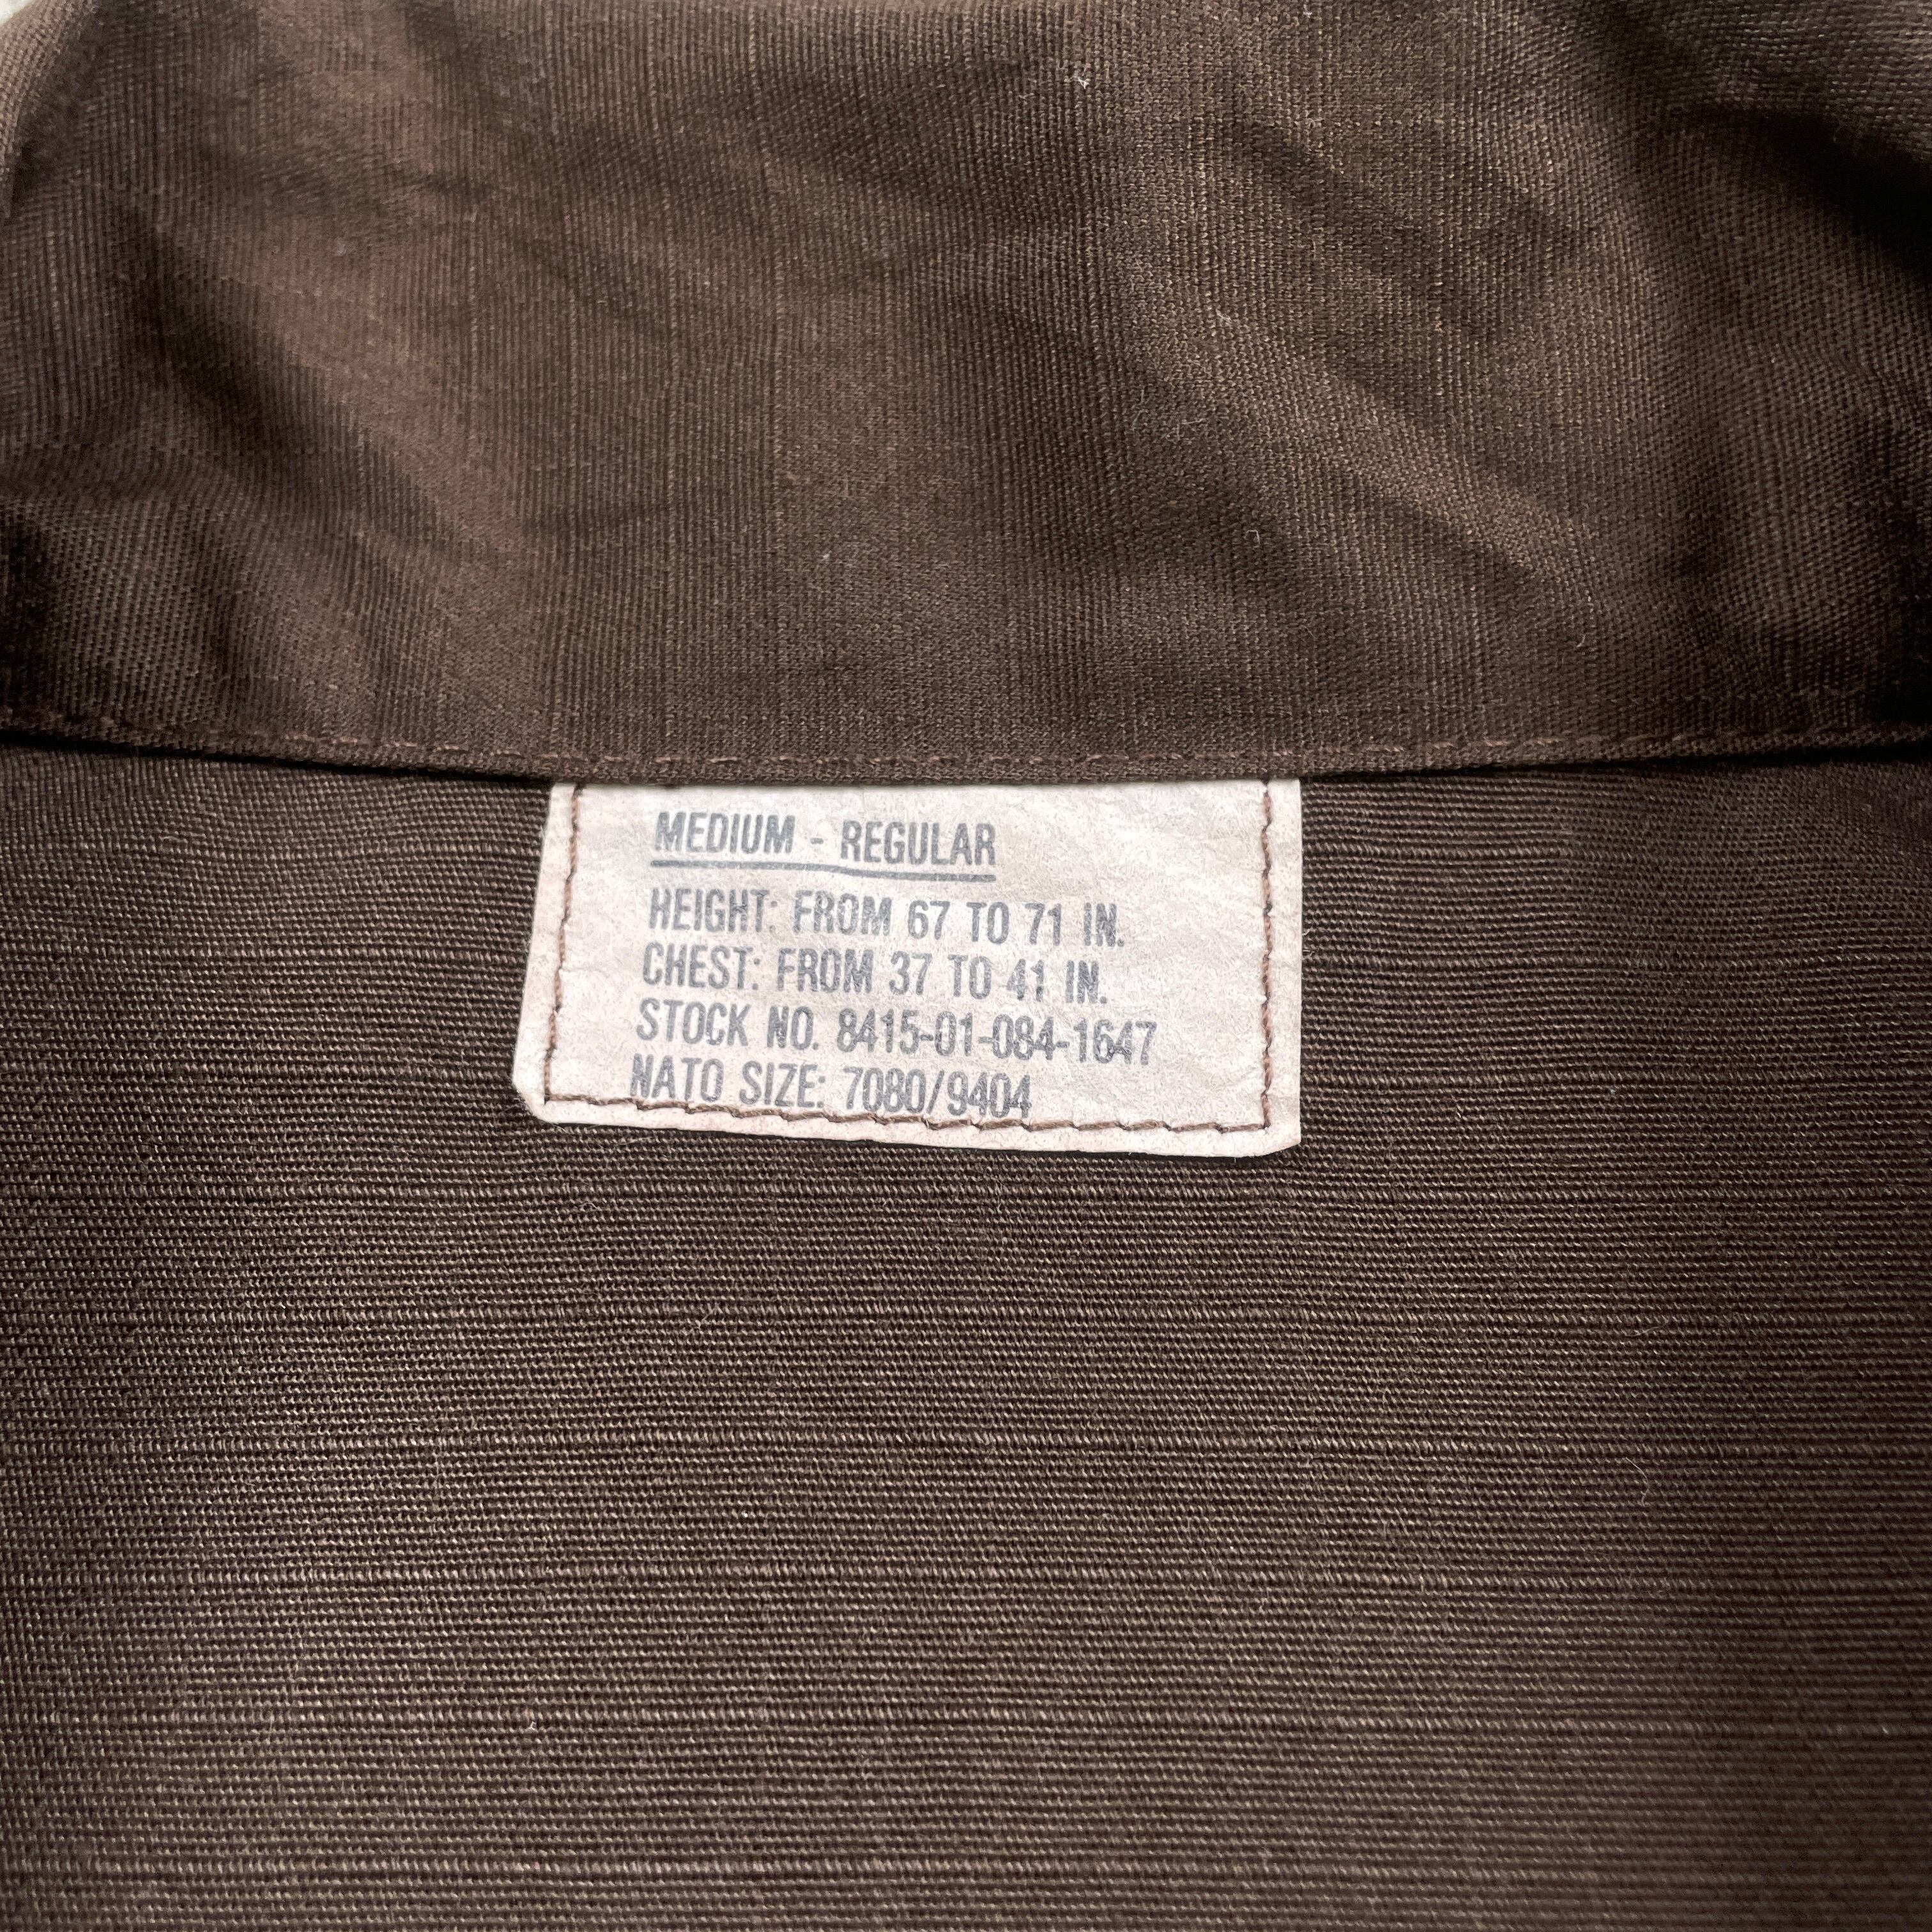 MEDIUM - REGULAR
HEIGHT: FROM 67 TO 71 IN.
CHEST: FROM 37 TO 41 IN.
STOCK NO. 8415-01-084-1647
NATO SIZE: 7080/9404